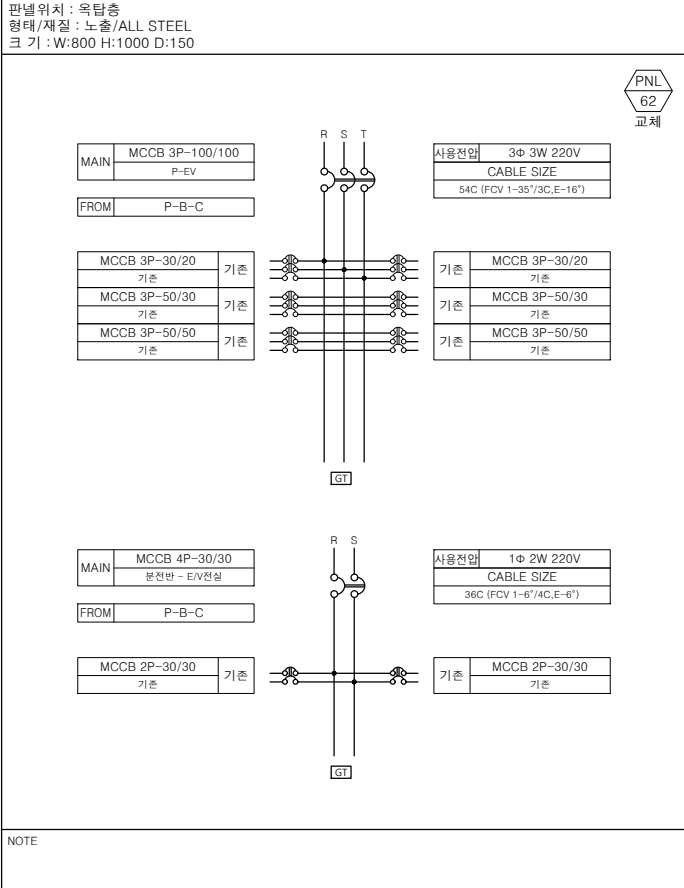 판넬위치 : 옥탑층
형태/재질 : 노출/ALL STEEL
크 기 : W:800 H:1000 D:150
PNL
62
교체
R S T
MAIN MCCB 3P-100/100
P-EV
FROM P-B-C
사용전압 3Φ 3W 220V
CABLE SIZE
54C (FCV 1-35°/3C,E-16°)
MCCB 3P-30/20
기존
기존
MCCB 3P-50/30
기존
기존
MCCB 3P-50/50
기존
기존
기존
MCCB 3P-30/20
기존
기존
MCCB 3P-50/30
기존
기존
MCCB 3P-50/50
기존
GT
R S
MAIN MCCB 4P-30/30
분전반 - E/V전실
FROM P-B-C
사용전압 1Φ 2W 220V
CABLE SIZE
36C (FCV 1-6°/4C,E-6°)
MCCB 2P-30/30
기존
기존
기존
MCCB 2P-30/30
기존
GT
NOTE